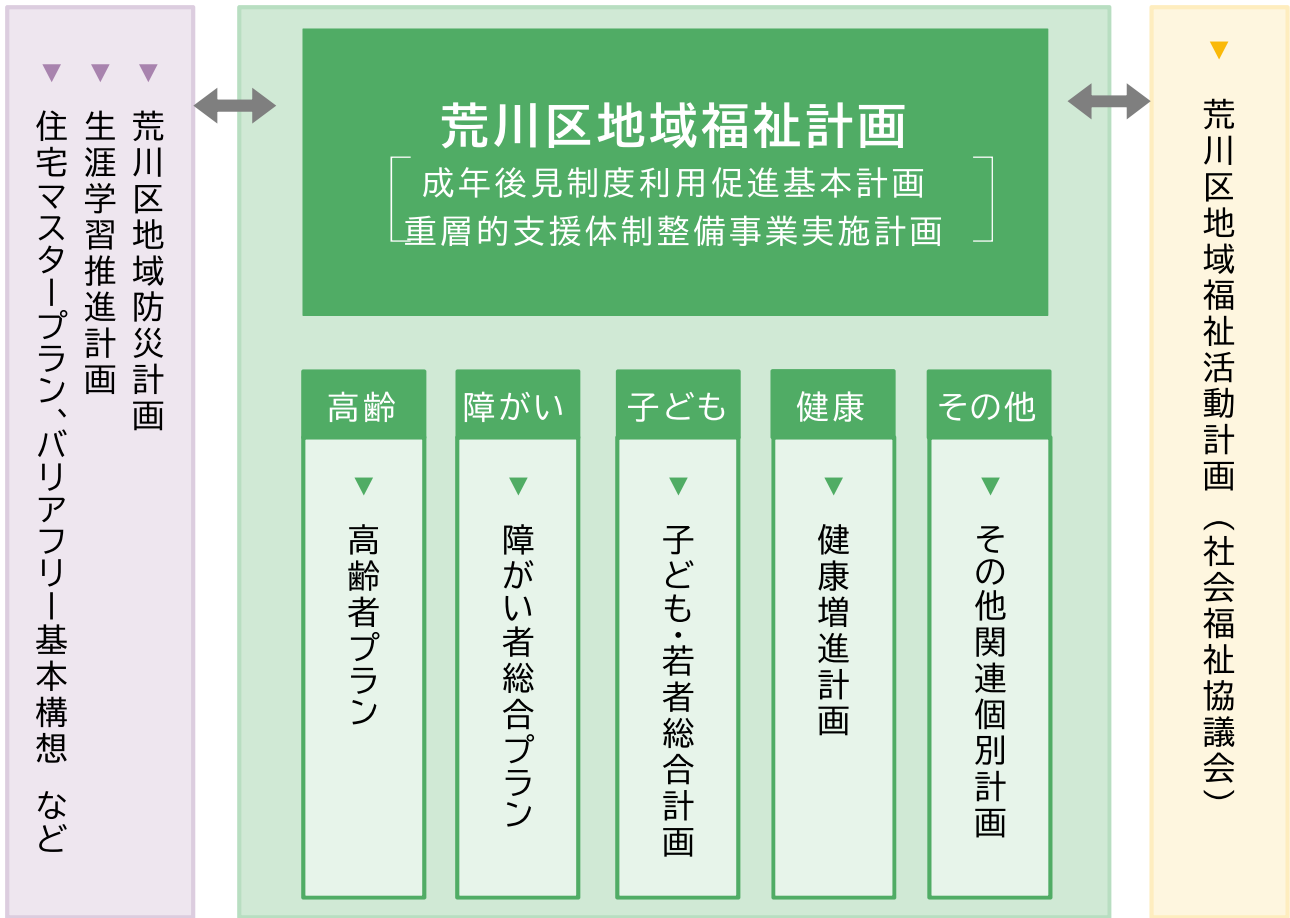 ▼ 荒川区地域防災計画
▼ 生涯学習推進計画
▼ 住宅マスタープラン、バリアフリー基本構想 など
荒川区地域福祉計画
成年後見制度利用促進基本計画
重層的支援体制整備事業実施計画
高齢
▼ 高齢者プラン
障がい
▼ 障がい者総合プラン
子ども
▼ 子ども・若者総合計画
健康
▼ 健康増進計画
その他
▼ その他関連個別計画
▼ 荒川区地域福祉活動計画(社会福祉協議会)